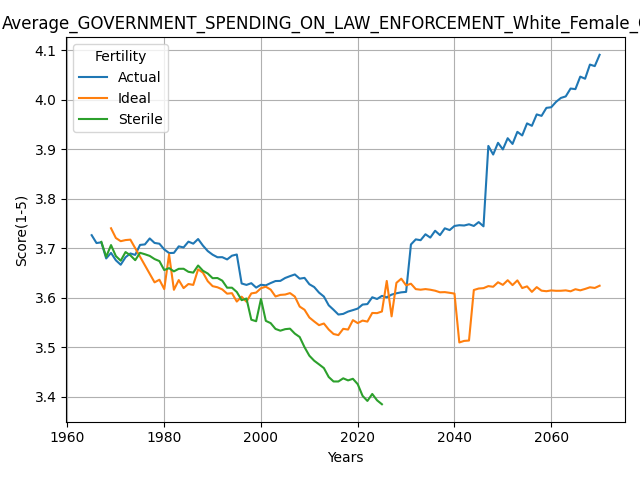 Average_GOVERNMENT_SPENDING_ON_LAW_ENFORCEMENT_White_Female_
Fertility
Actual
Ideal
Sterile
4.1
4.0
3.9
3.8
3.7
3.6
3.5
3.4
Score(1-5)
1960 1980 2000 2020 2040 2060
Years